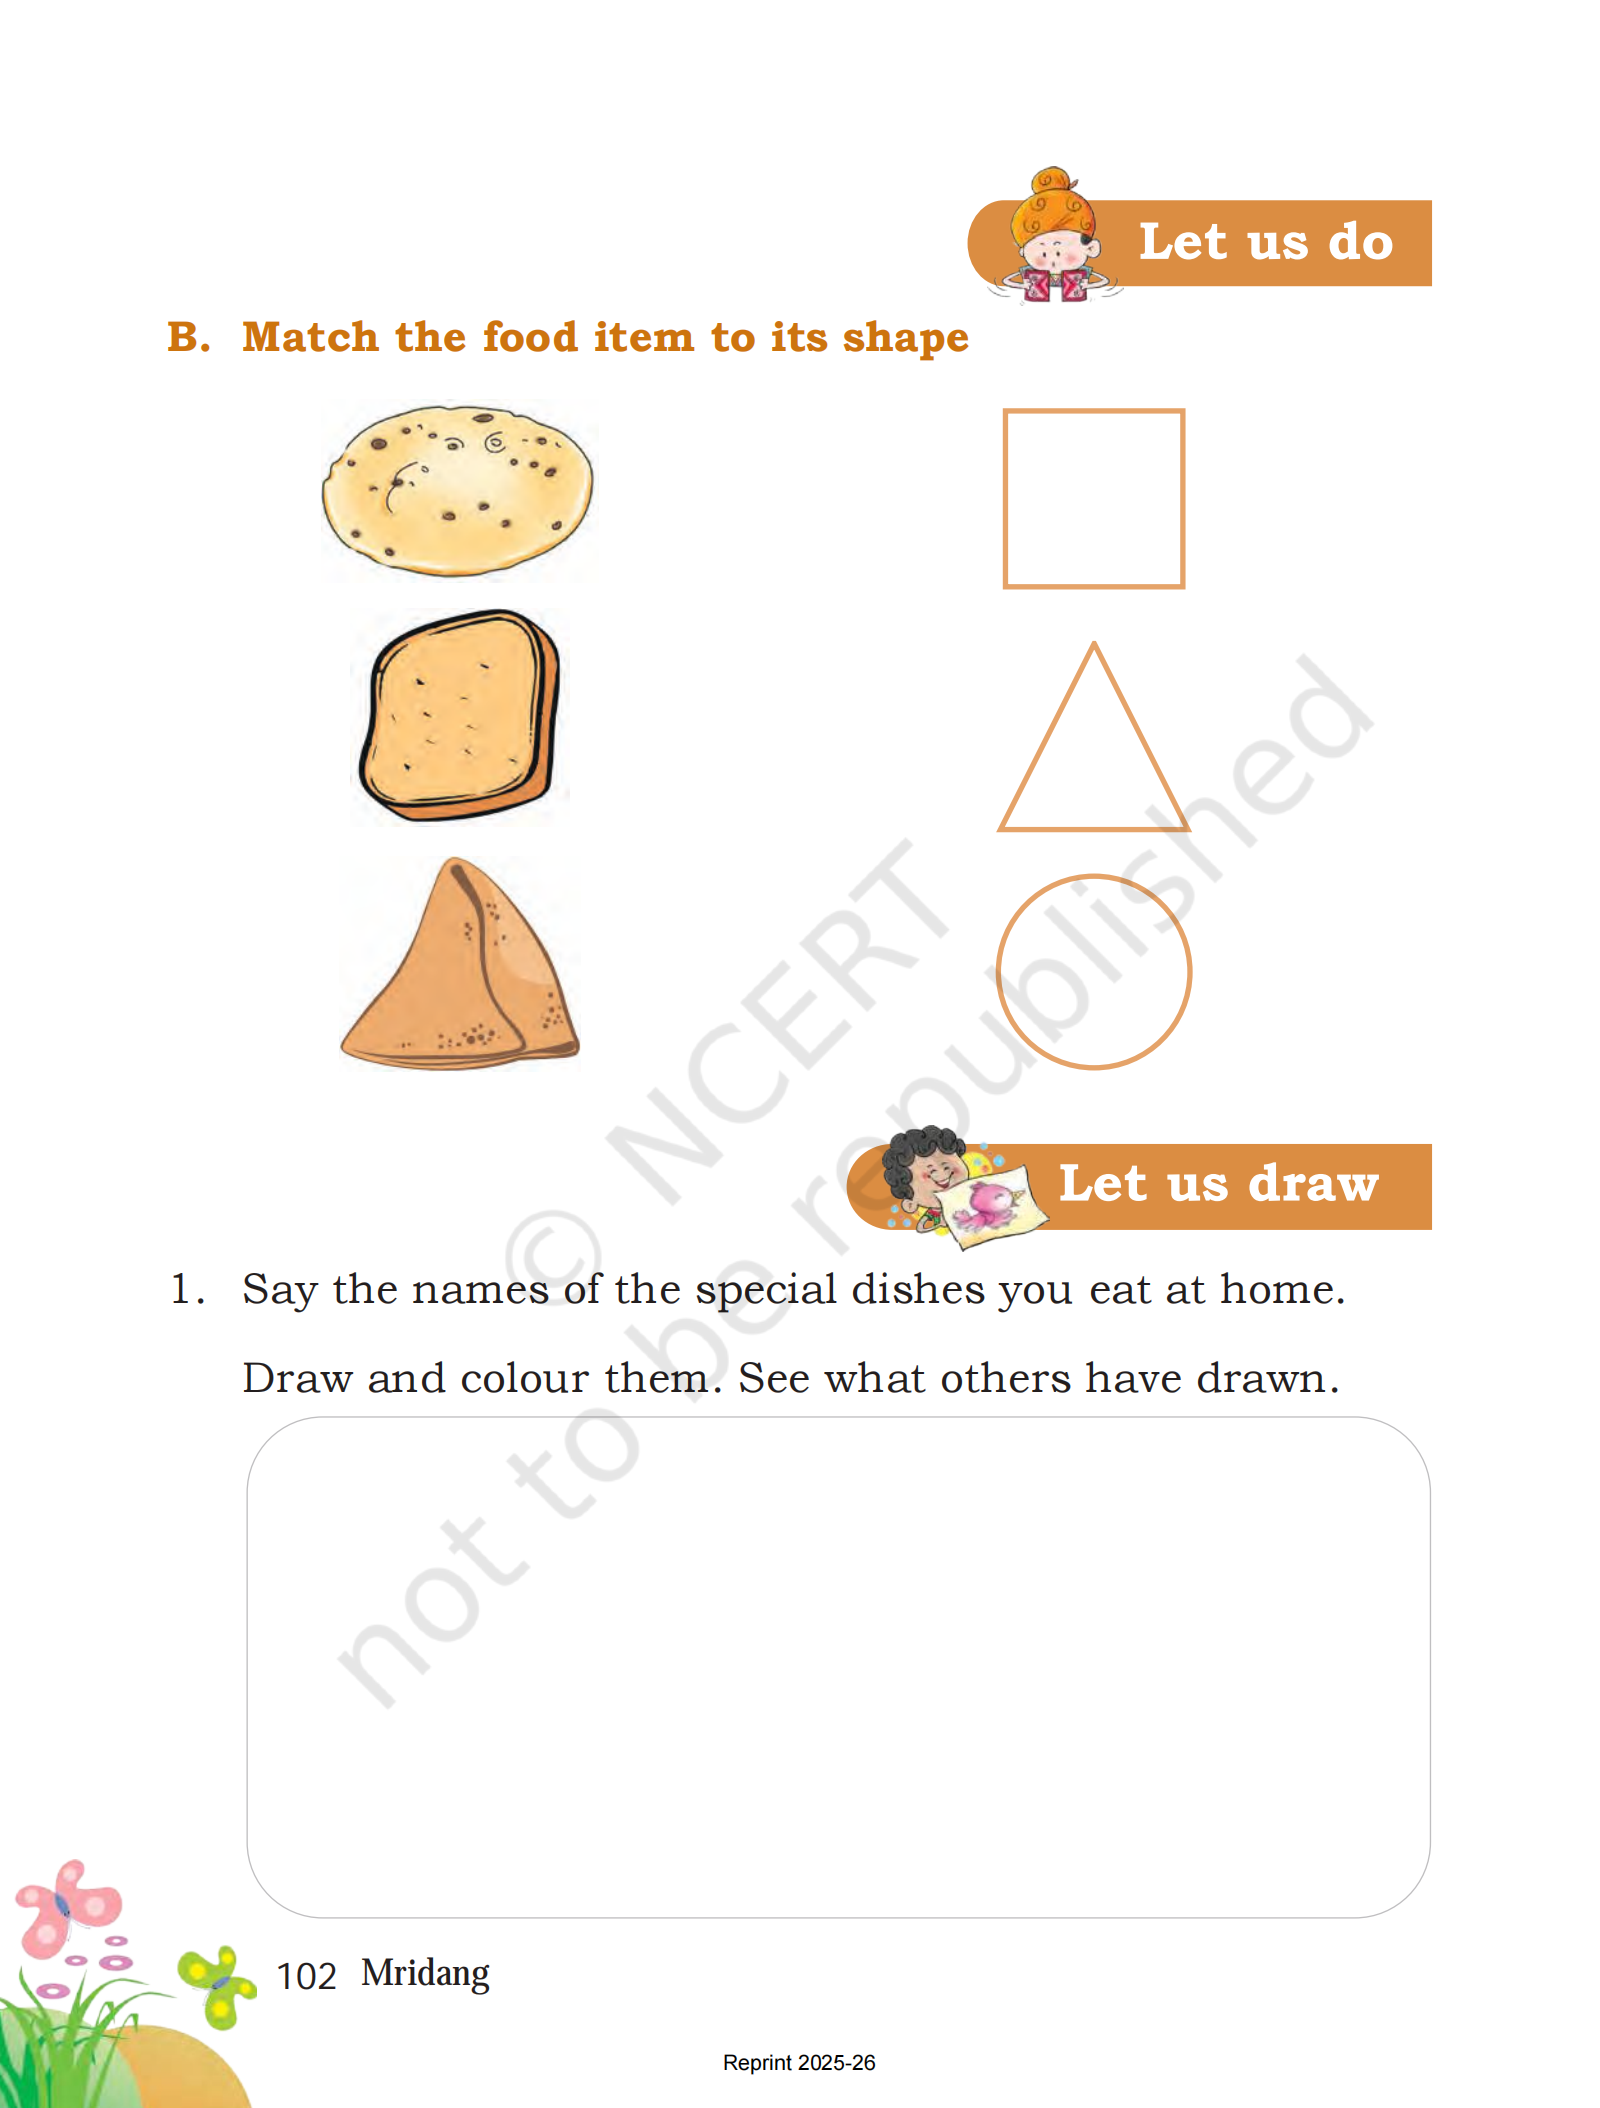 Let us do
B. Match the food item to its shape
Let us draw
1. Say the names of the special dishes you eat at home.
Draw and colour them. See what others have drawn.
© NCERT
not to be republished
102 Mridang
Reprint 2025-26